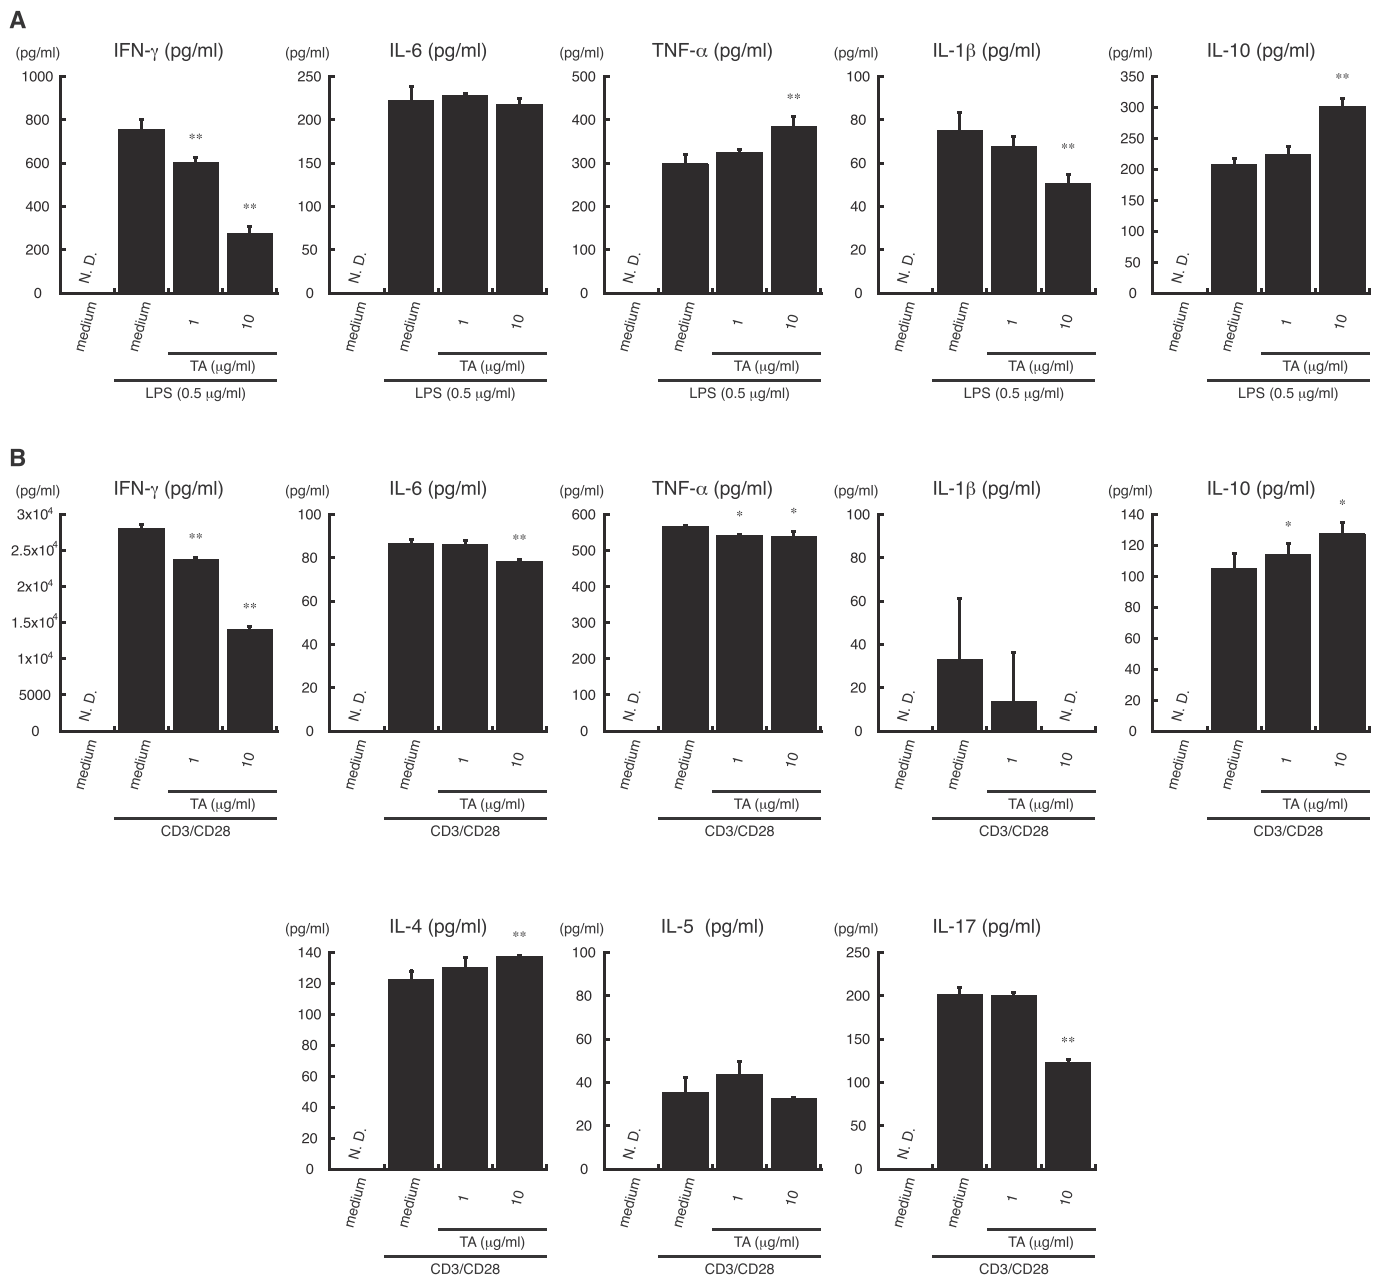 A
(pg/ml) IFN-γ (pg/ml)
1000
800
600
400
200
0
**
**
N. D.
medium
medium
1
10
TA (μg/ml)
LPS (0.5 μg/ml)
(pg/ml) IL-6 (pg/ml)
250
200
150
100
50
0
N. D.
medium
medium
1
10
TA (μg/ml)
LPS (0.5 μg/ml)
(pg/ml) TNF-α (pg/ml)
500
400
300
500
100
0
**
N. D.
medium
medium
1
10
TA (μg/ml)
LPS (0.5 μg/ml)
(pg/ml) IL-1β (pg/ml)
100
80
60
40
20
0
**
N. D.
medium
medium
1
10
TA (μg/ml)
LPS (0.5 μg/ml)
(pg/ml) IL-10 (pg/ml)
350
300
250
200
150
100
50
0
**
N. D.
medium
medium
1
10
TA (μg/ml)
LPS (0.5 μg/ml)
B
(pg/ml) IFN-γ (pg/ml)
3x10⁴
2.5x10⁴
2x10⁴
1.5x10⁴
1x10⁴
5000
0
**
**
N. D.
medium
medium
1
10
TA (μg/ml)
CD3/CD28
(pg/ml) IL-6 (pg/ml)
100
80
60
40
20
0
**
N. D.
medium
medium
1
10
TA (μg/ml)
CD3/CD28
(pg/ml) TNF-α (pg/ml)
600
500
400
300
200
100
0
*
*
N. D.
medium
medium
1
10
TA (μg/ml)
CD3/CD28
(pg/ml) IL-1β (pg/ml)
100
80
60
40
20
0
N. D.
N. D.
medium
medium
1
10
TA (μg/ml)
CD3/CD28
(pg/ml) IL-10 (pg/ml)
140
120
100
80
60
40
20
0
*
*
N. D.
medium
medium
1
10
TA (μg/ml)
CD3/CD28
(pg/ml) IL-4 (pg/ml)
140
120
100
80
60
40
20
0
**
N. D.
medium
medium
1
10
TA (μg/ml)
CD3/CD28
(pg/ml) IL-5 (pg/ml)
100
80
60
40
20
0
N. D.
medium
medium
1
10
TA (μg/ml)
CD3/CD28
(pg/ml) IL-17 (pg/ml)
250
200
150
100
50
0
**
N. D.
medium
medium
1
10
TA (μg/ml)
CD3/CD28